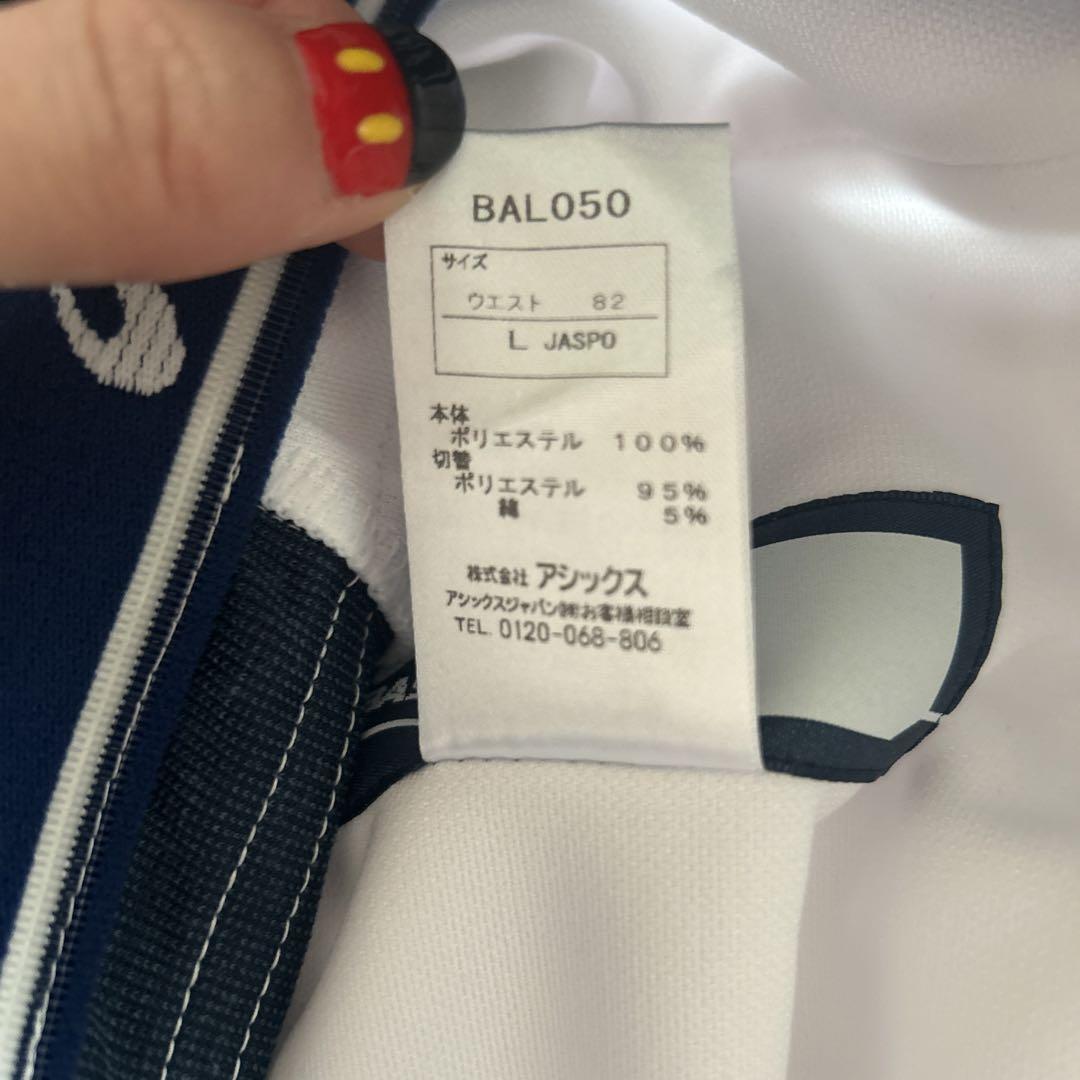 BAL050
サイズ
ウエスト 82
L JASPO
本体
ポリエステル 100%
切替
ポリエステル 95%
綿 5%
株式会社 アシックス
アシックスジャパン㈱お客様相談室
TEL. 0120-068-806